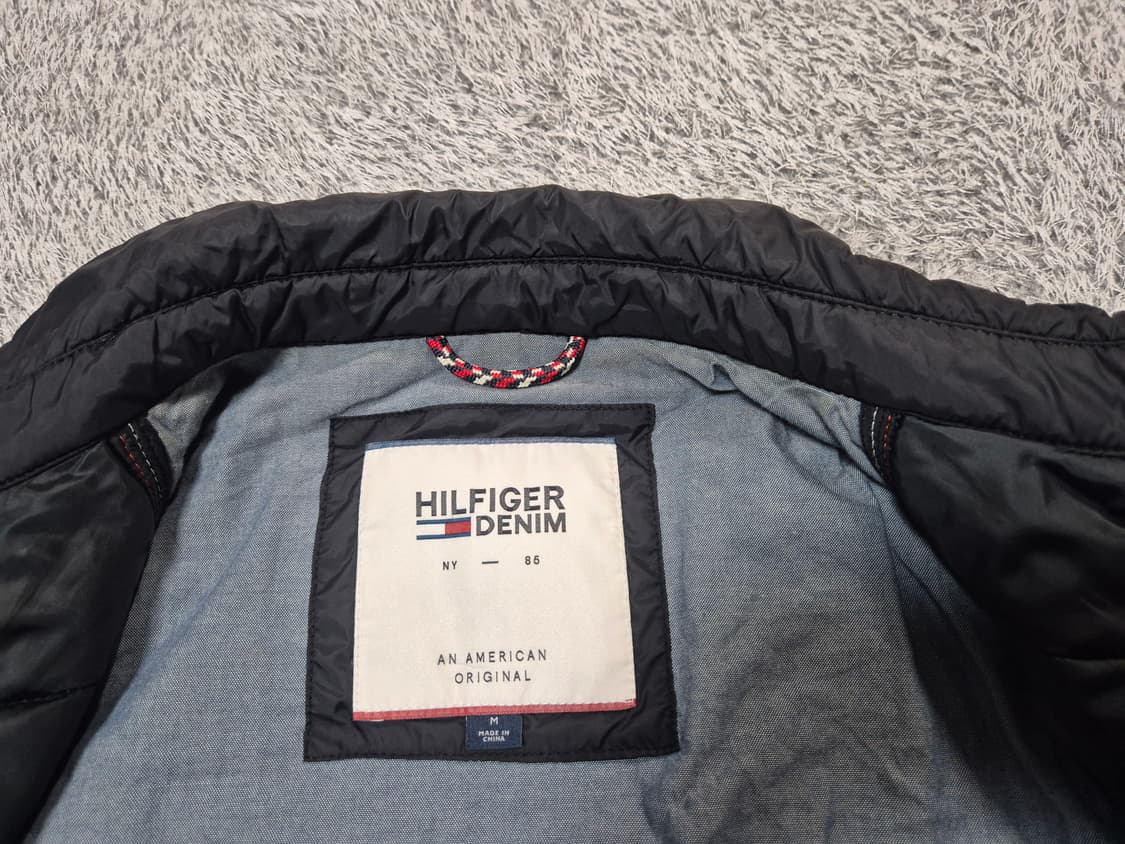 HILFIGER
DENIM
NY — 85
AN AMERICAN
ORIGINAL
M
MADE IN
CHINA